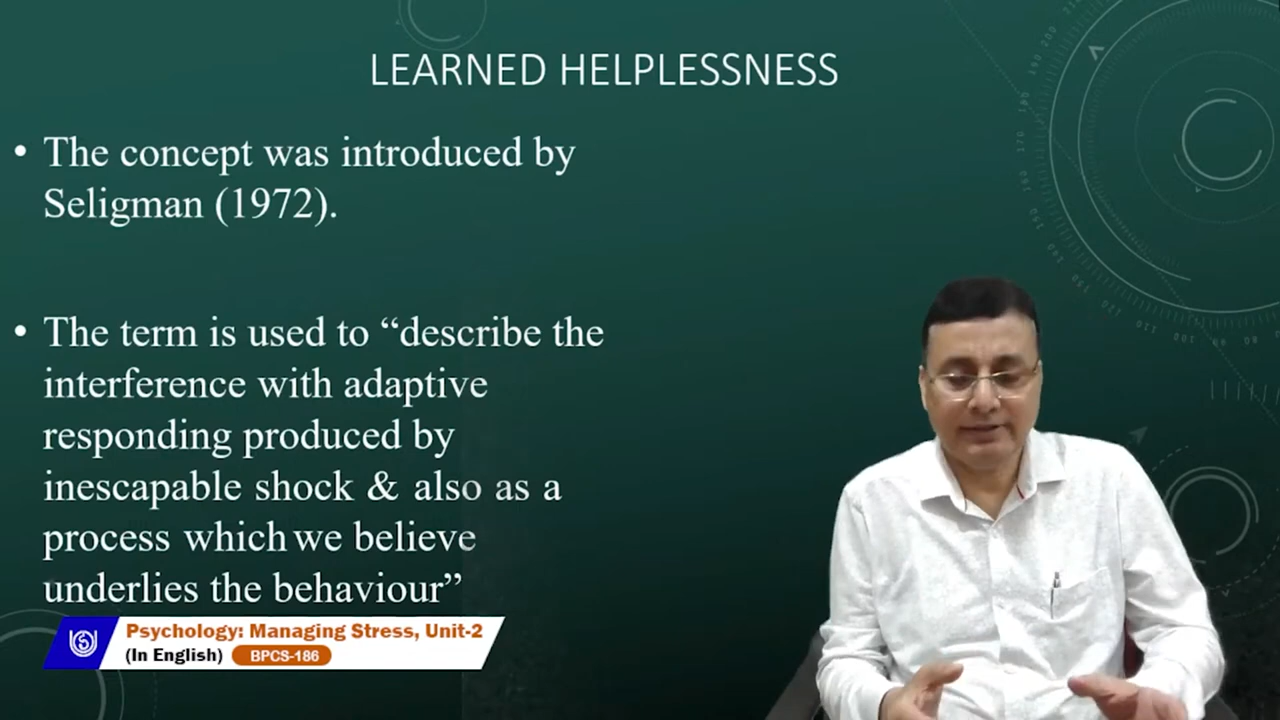 LEARNED HELPLESSNESS
• The concept was introduced by
Seligman (1972).
• The term is used to “describe the
interference with adaptive
responding produced by
inescapable shock & also as a
process which we believe
underlies the behaviour”
Psychology: Managing Stress, Unit-2
(In English) BPCS-186